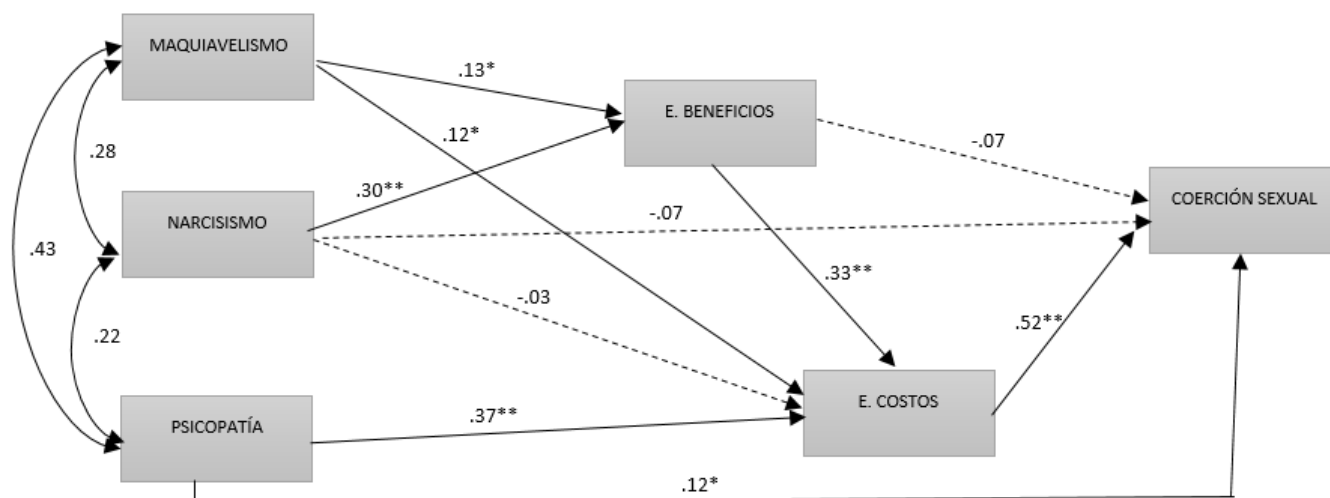 MAQUIAVELISMO
.13*
E. BENEFICIOS
.12*
-.07
.28
COERCIÓN SEXUAL
.30**
-.07
NARCISISMO
.43
.33**
-.03
.52**
.22
E. COSTOS
PSICOPATÍA
.37**
.12*